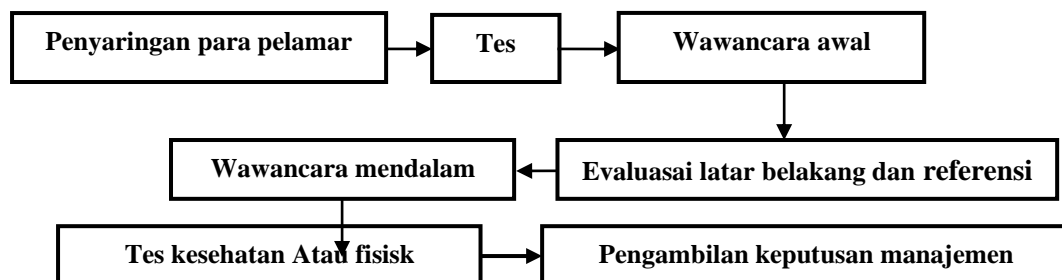 Penyaringan para pelamar
Tes
Wawancara awal
Evaluasai latar belakang dan referensi
Wawancara mendalam
Tes kesehatan Atau fisisk
Pengambilan keputusan manajemen